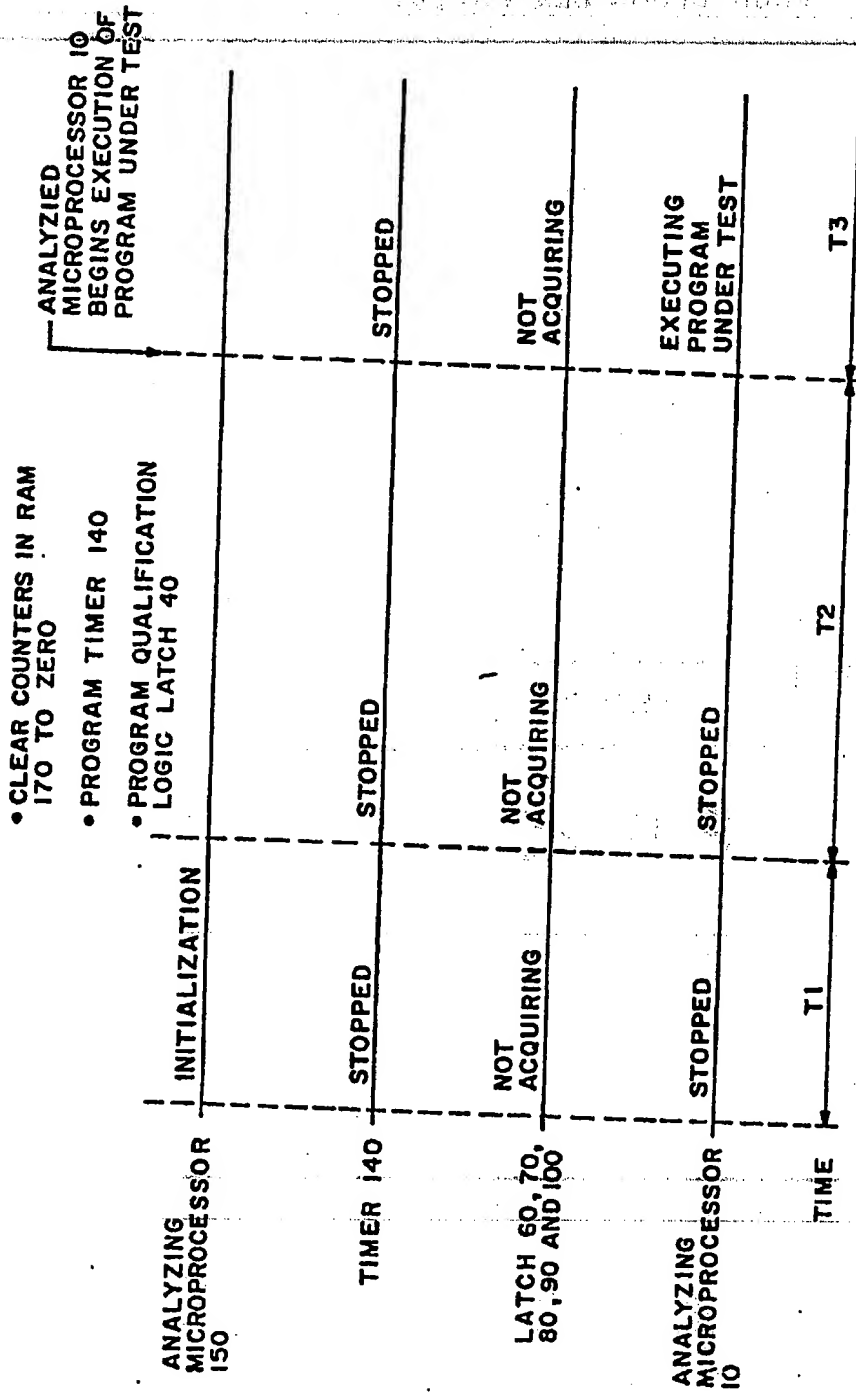 • CLEAR COUNTERS IN RAM
170 TO ZERO
• PROGRAM TIMER 140
• PROGRAM QUALIFICATION
LOGIC LATCH 40
ANALYZIED
MICROPROCESSOR 10
BEGINS EXECUTION OF
PROGRAM UNDER TEST
ANALYZING
MICROPROCESSOR
150
INITIALIZATION
TIMER 140
STOPPED
STOPPED
STOPPED
LATCH 60, 70,
80, 90 AND 100
NOT
ACQUIRING
NOT
ACQUIRING
NOT
ACQUIRING
ANALYZING
MICROPROCESSOR
10
STOPPED
STOPPED
EXECUTING
PROGRAM
UNDER TEST
TIME
T1
T2
T3